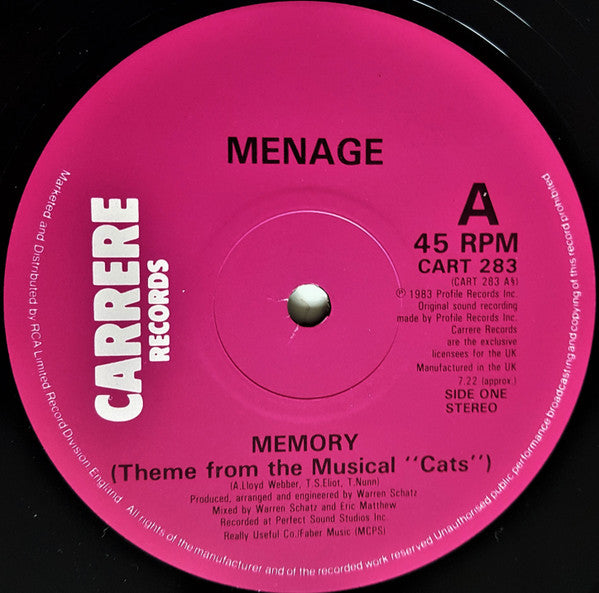 MENAGE
CARRERE
RECORDS
A
45 RPM
CART 283
(CART 283 A§)
℗ 1983 Profile Records Inc.
Original sound recording
made by Profile Records Inc.
Carrere Records
are the exclusive
licensees for the UK
Manufactured in the UK
7.22 (approx.)
SIDE ONE
STEREO
MEMORY
(Theme from the Musical "Cats")
(A.Lloyd Webber, T.S.Eliot, T.Nunn)
Produced, arranged and engineered by Warren Schatz
Mixed by Warren Schatz and Eric Matthew
Recorded at Perfect Sound Studios Inc.
Really Useful Co./Faber Music (MCPS)
Marketed and Distributed by RCA Limited Record Division England
All rights of the manufacturer and of the recorded work reserved Unauthorised public performance broadcasting and copying of this record prohibited